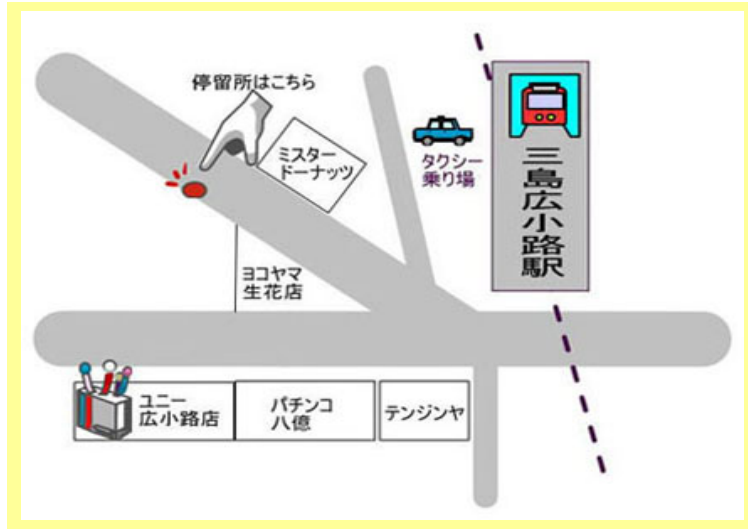 停留所はこちら
ミスター
ドーナッツ
タクシー
乗り場
三島広小路駅
ヨコヤマ
生花店
ユニー
広小路店
パチンコ
八億
テンジンヤ